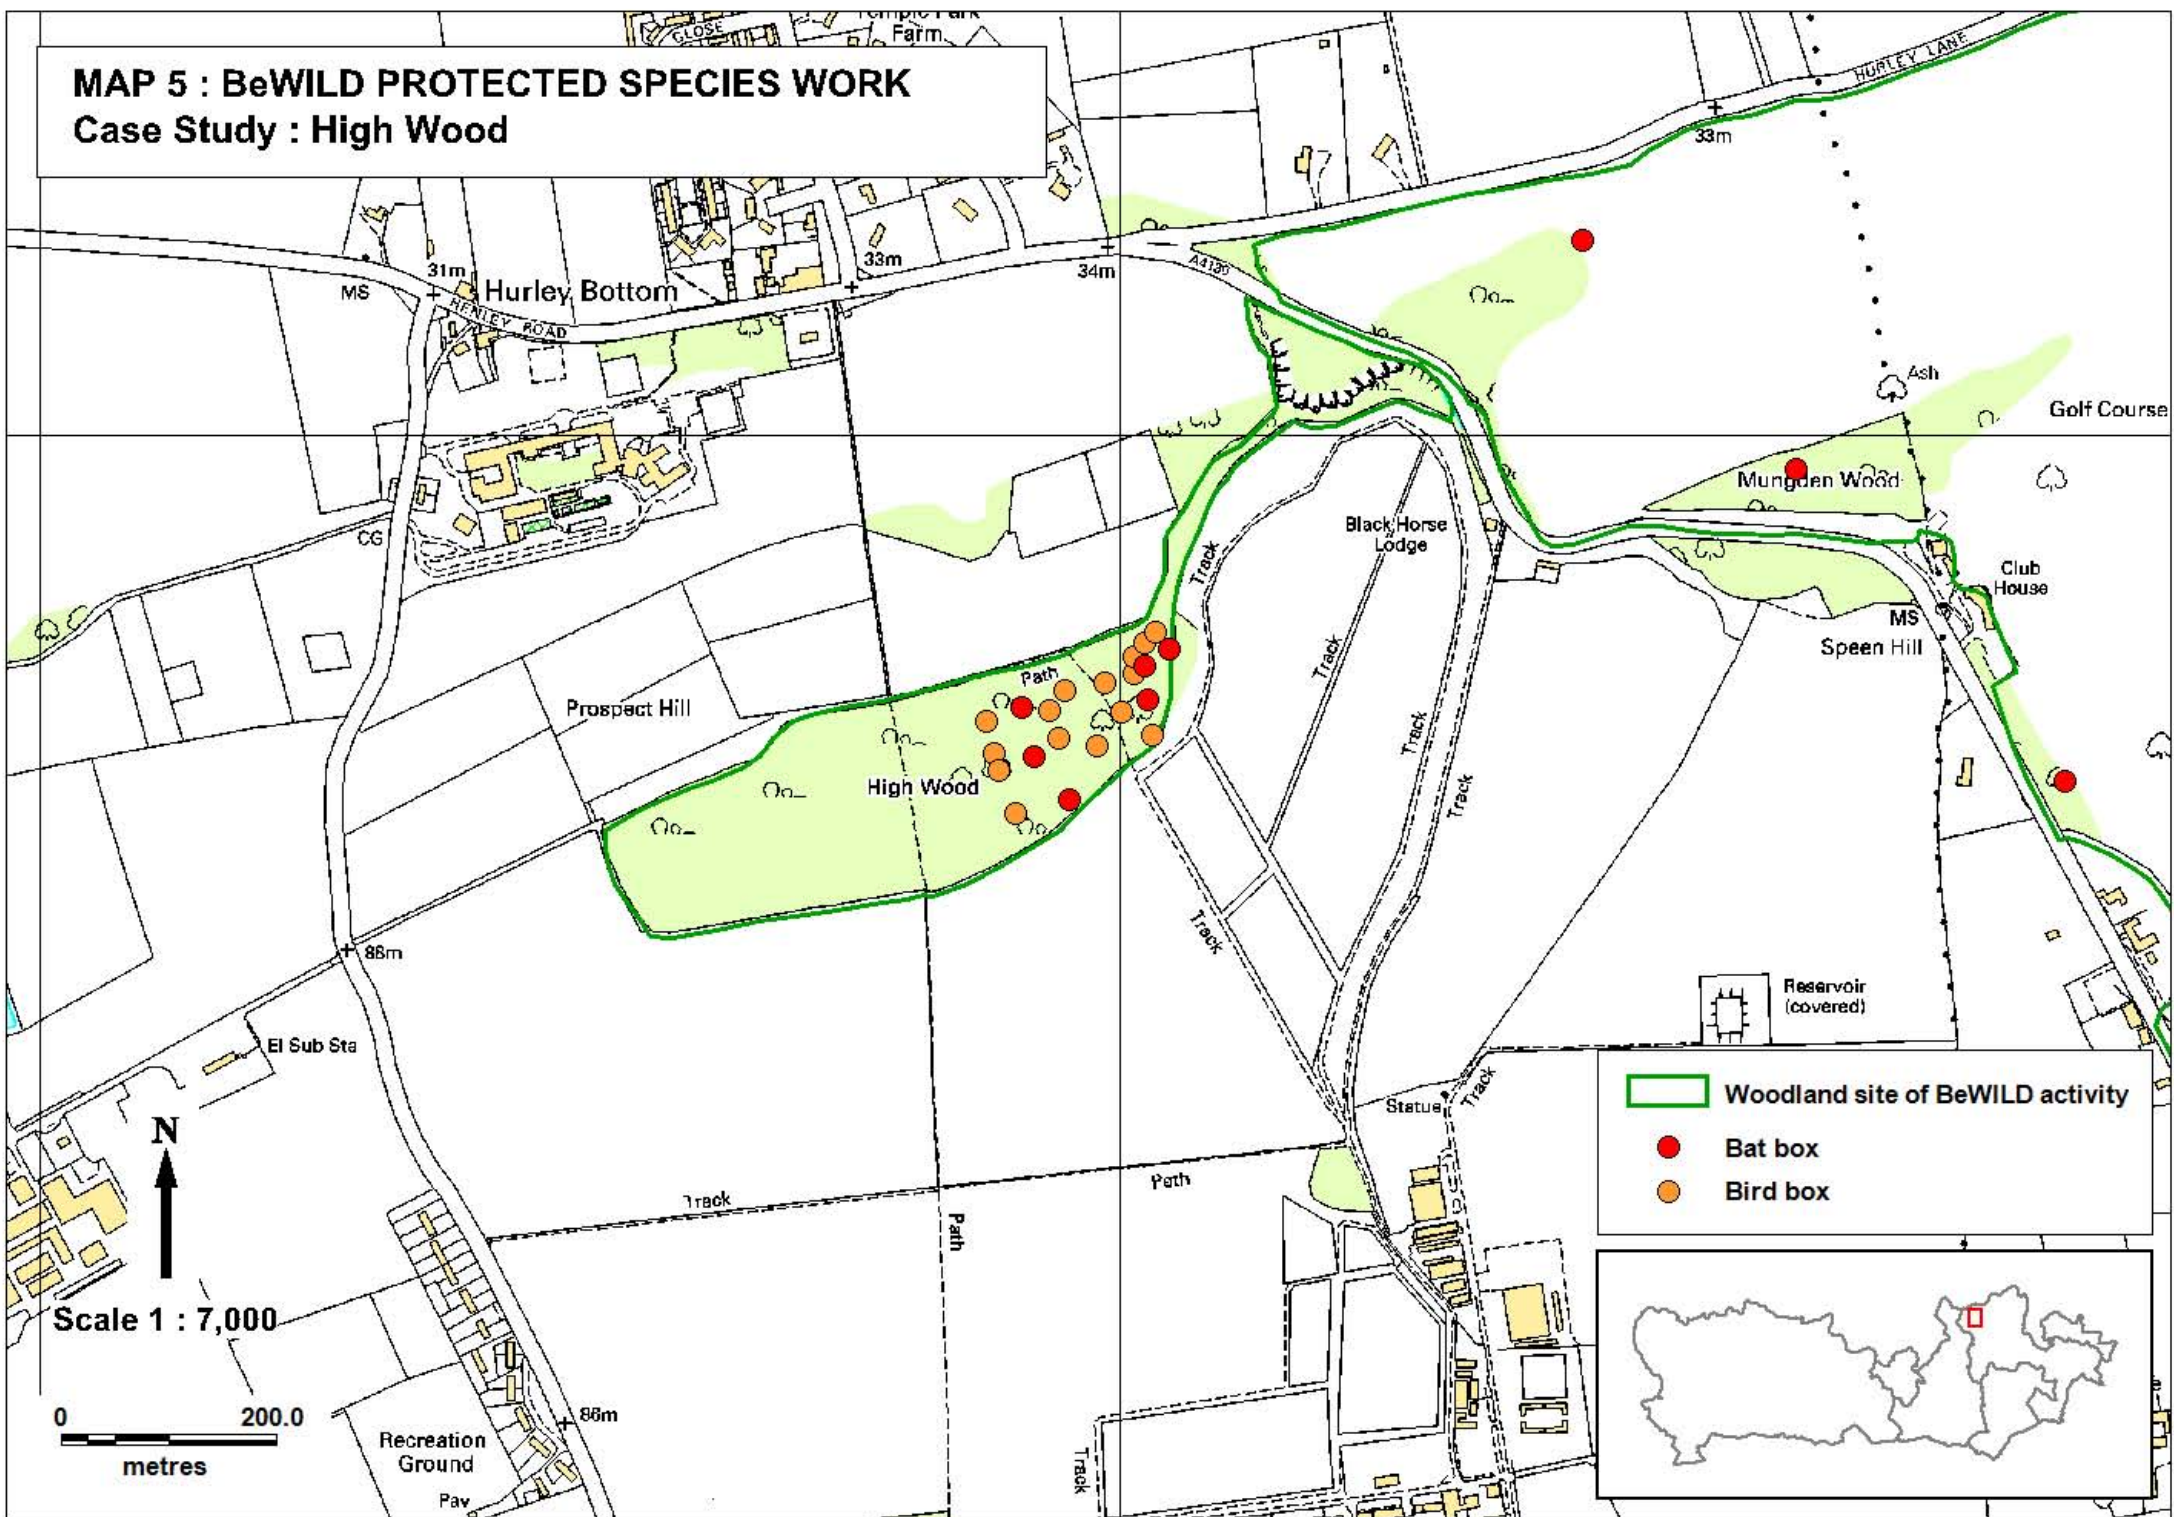 CLOSE
Temple Park
Farm
MAP 5 : BeWILD PROTECTED SPECIES WORK
Case Study : High Wood
HURLEY LANE
33m
31m
33m
34m
A4130
MS
Hurley Bottom
HENLEY ROAD
Ash
Golf Course
Mungden Wood
Black Horse
Lodge
CG
Track
Club
House
MS
Speen Hill
Track
Path
Prospect Hill
Track
High Wood
Track
Track
88m
Reservoir
(covered)
El Sub Sta
Statue
Track
Woodland site of BeWILD activity
Bat box
Bird box
N
Path
Track
Path
Scale 1 : 7,000
0
200.0
metres
86m
Recreation
Ground
Pav
Track